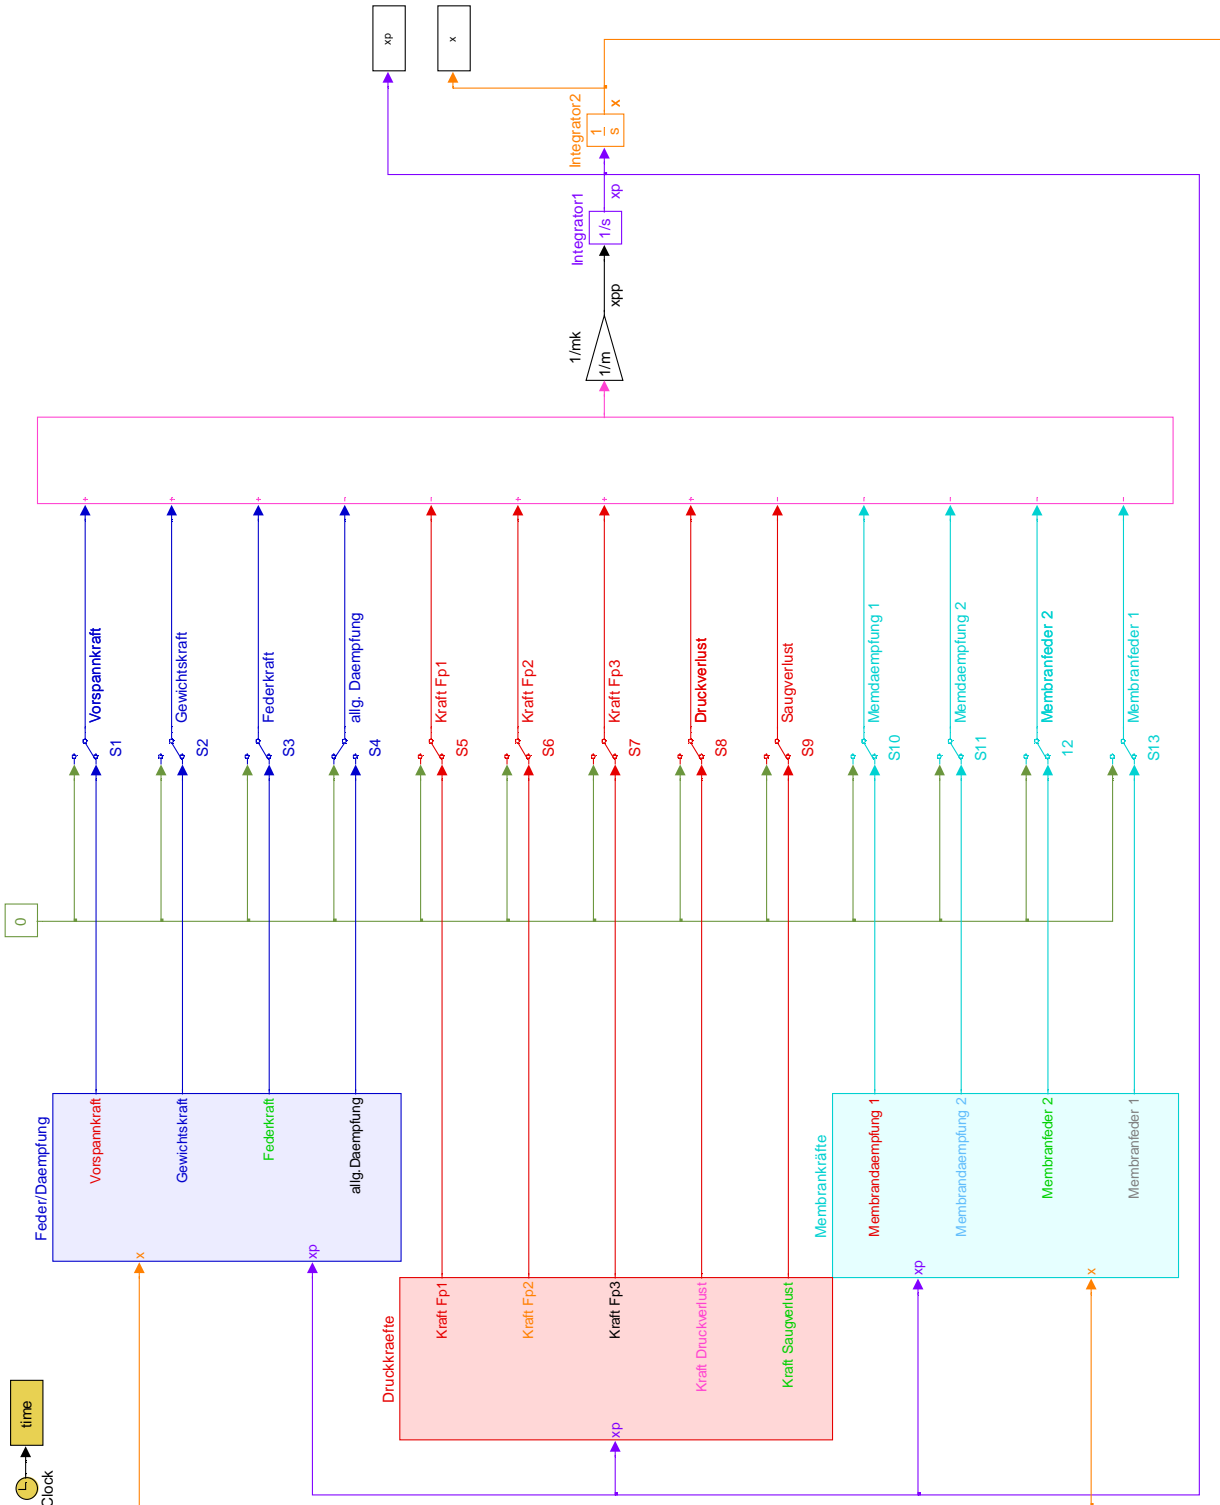 Clock
time
Feder/Daempfung
x
xp
Vorspannkraft
Gewichtskraft
Federkraft
allg.Daempfung
Druckkraefte
xp
Kraft Fp1
Kraft Fp2
Kraft Fp3
Kraft Druckverlust
Kraft Saugverlust
Membrankräfte
xp
x
Membrandaempfung 1
Membrandaempfung 2
Membranfeder 2
Membranfeder 1
0
S1
S2
S3
S4
S5
S6
S7
S8
S9
S10
S11
12
S13
Vorspannkraft
Gewichtskraft
Federkraft
allg. Daempfung
Kraft Fp1
Kraft Fp2
Kraft Fp3
Druckverlust
Saugverlust
Memdaempfung 1
Memdaempfung 2
Membranfeder 2
Membranfeder 1
1/mk
1/m
xpp
Integrator1
1/s
xp
Integrator2
1
s
x
xp
x